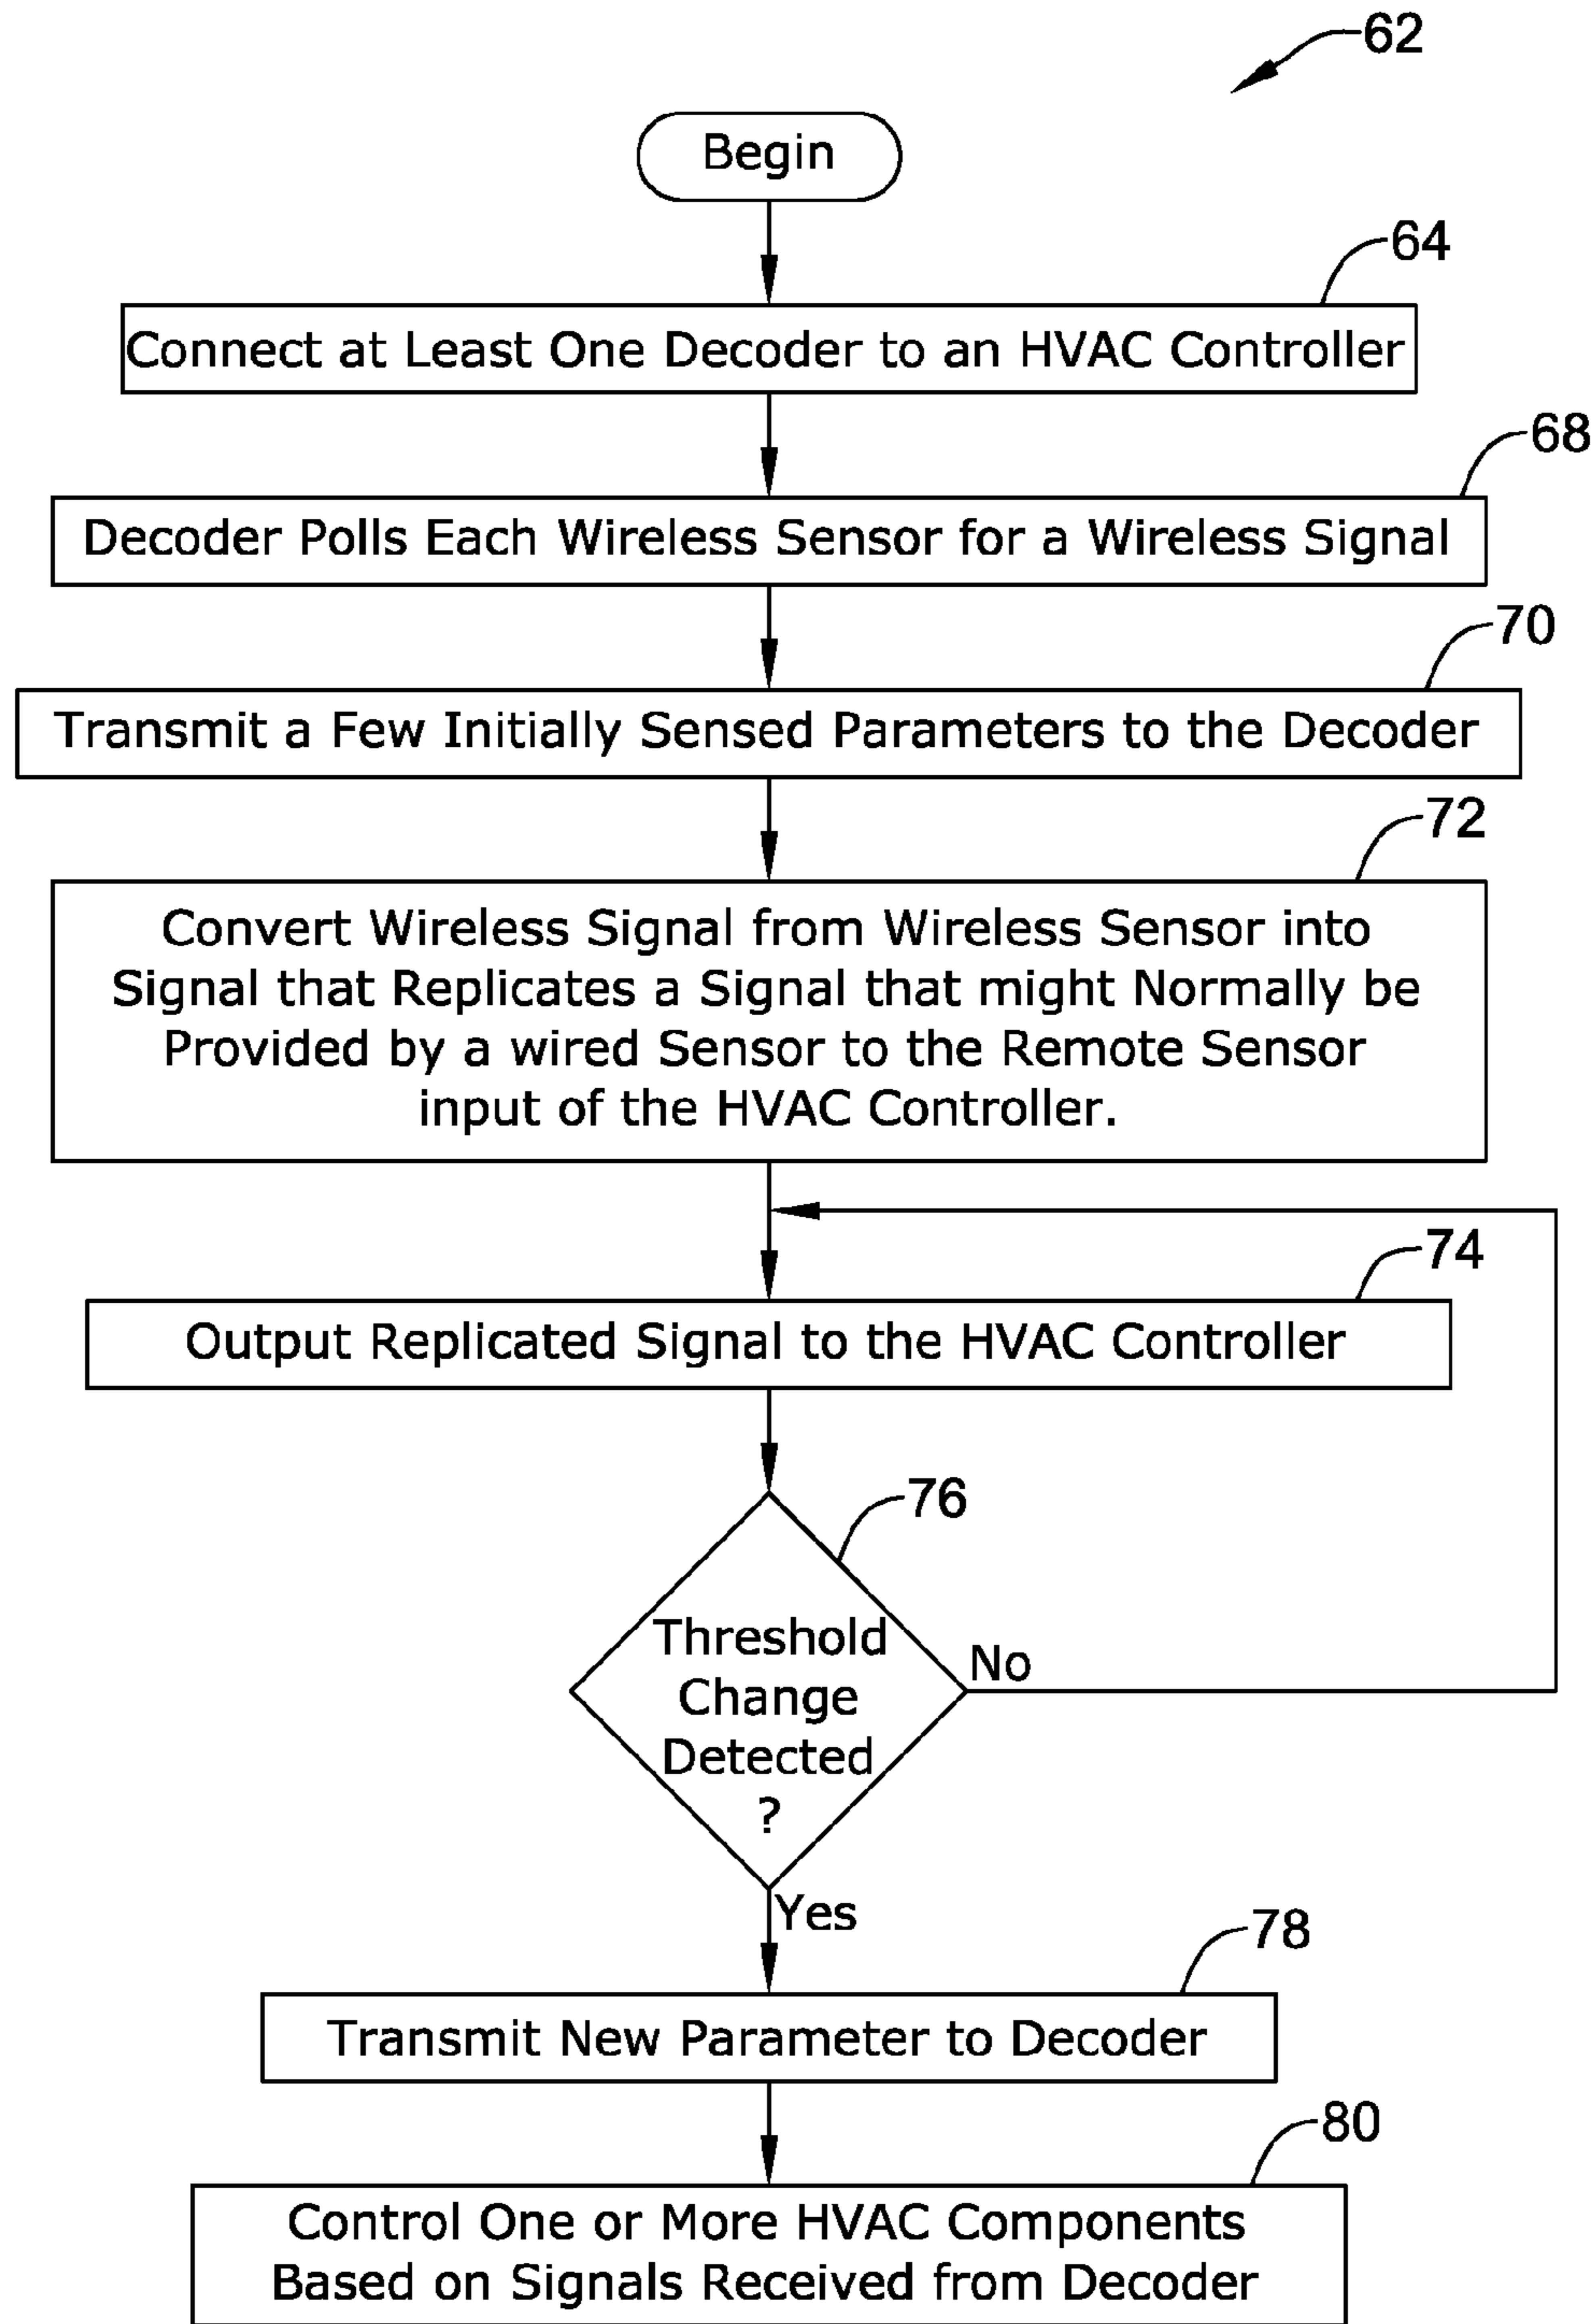 62
Begin
64
Connect at Least One Decoder to an HVAC Controller
68
Decoder Polls Each Wireless Sensor for a Wireless Signal
70
Transmit a Few Initially Sensed Parameters to the Decoder
72
Convert Wireless Signal from Wireless Sensor into
Signal that Replicates a Signal that might Normally be
Provided by a wired Sensor to the Remote Sensor
input of the HVAC Controller.
74
Output Replicated Signal to the HVAC Controller
76
Threshold
Change
Detected
?
No
Yes
78
Transmit New Parameter to Decoder
80
Control One or More HVAC Components
Based on Signals Received from Decoder